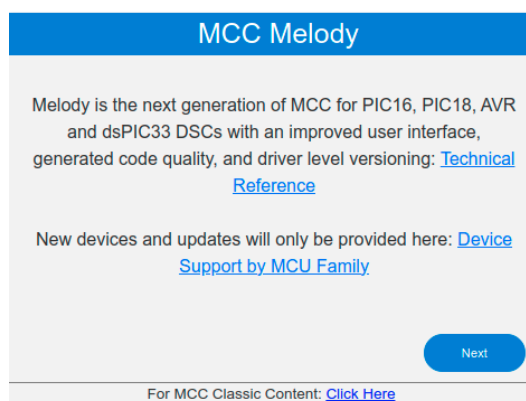 MCC Melody
Melody is the next generation of MCC for PIC16, PIC18, AVR
and dsPIC33 DSCs with an improved user interface,
generated code quality, and driver level versioning: Technical
Reference
New devices and updates will only be provided here: Device
Support by MCU Family
Next
For MCC Classic Content: Click Here